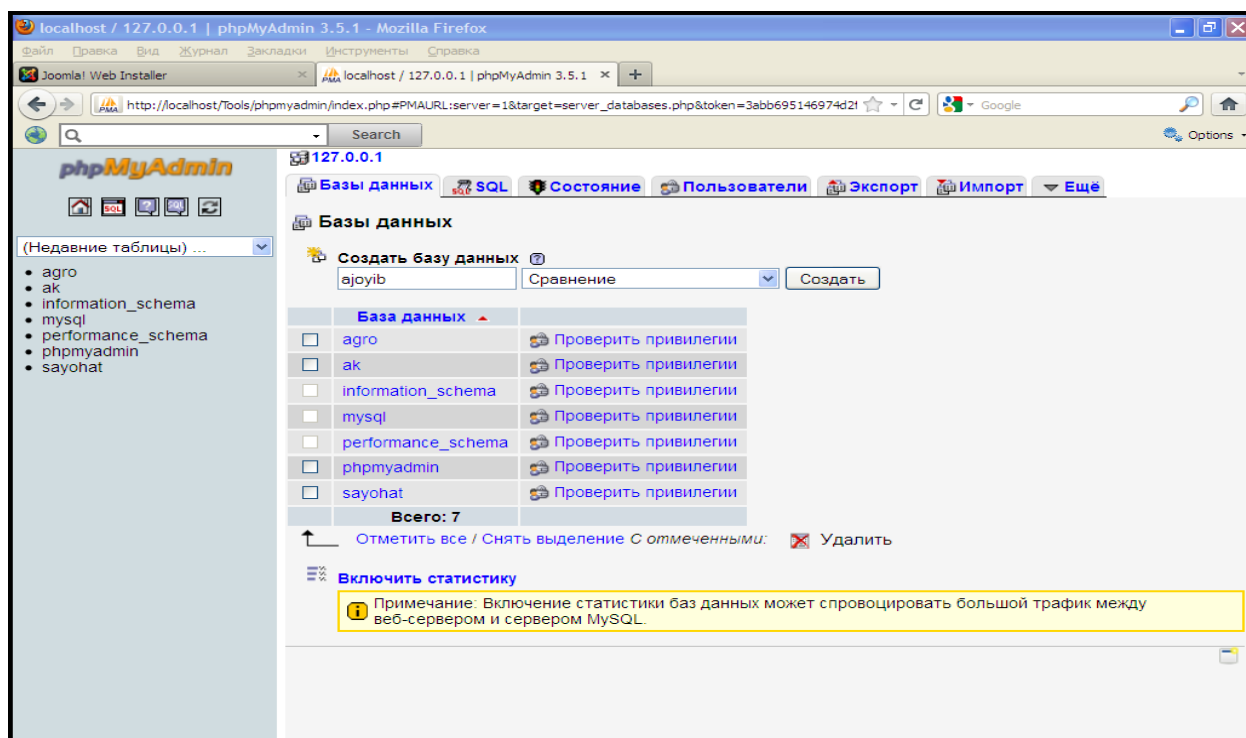 localhost / 127.0.0.1 | phpMyAdmin 3.5.1 - Mozilla Firefox
Файл Правка Вид Журнал Закладки Инструменты Справка
Joomla! Web Installer
localhost / 127.0.0.1 | phpMyAdmin 3.5.1
http://localhost/Tools/phpmyadmin/index.php#PMAURL:server=1&target=server_databases.php&token=3abb695146974d2f
Google
Search
Options
phpMyAdmin
(Недавние таблицы) ...
agro
ak
information_schema
mysql
performance_schema
phpmyadmin
sayohat
127.0.0.1
Базы данных SQL Состояние Пользователи Экспорт Импорт Ещё
Базы данных
Создать базу данных
ajoyib Сравнение Создать
База данных
agro Проверить привилегии
ak Проверить привилегии
information_schema Проверить привилегии
mysql Проверить привилегии
performance_schema Проверить привилегии
phpmyadmin Проверить привилегии
sayohat Проверить привилегии
Всего: 7
Отметить все / Снять выделение С отмеченными: Удалить
Включить статистику
Примечание: Включение статистики баз данных может спровоцировать большой трафик между
веб-сервером и сервером MySQL.